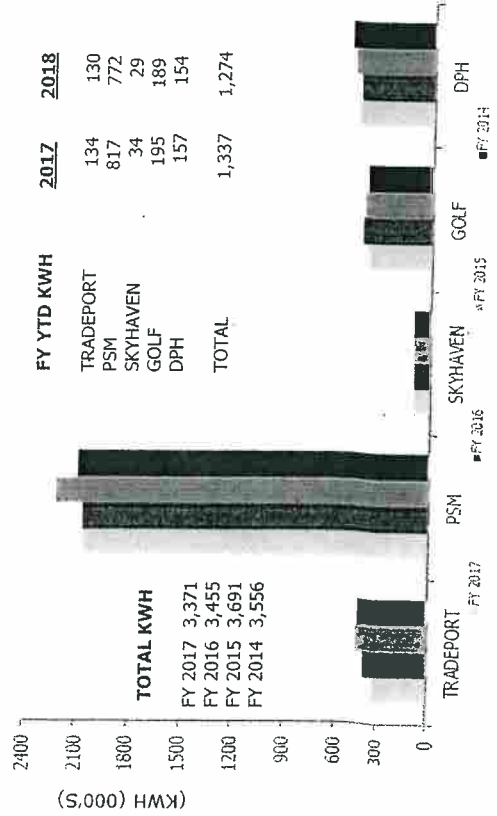 FY YTD KWH 2017 2018
TRADEPORT 134 130
PSM 817 772
SKYHAVEN 34 29
GOLF 195 189
DPH 157 154
TOTAL 1,337 1,274
TOTAL KWH
FY 2017 3,371
FY 2016 3,455
FY 2015 3,691
FY 2014 3,556
(KWH (000'S)
2400
2100
1800
1500
1200
900
600
300
0
TRADEPORT PSM SKYHAVEN GOLF DPH
FY 2017 FY 2016 FY 2015 FY 2014